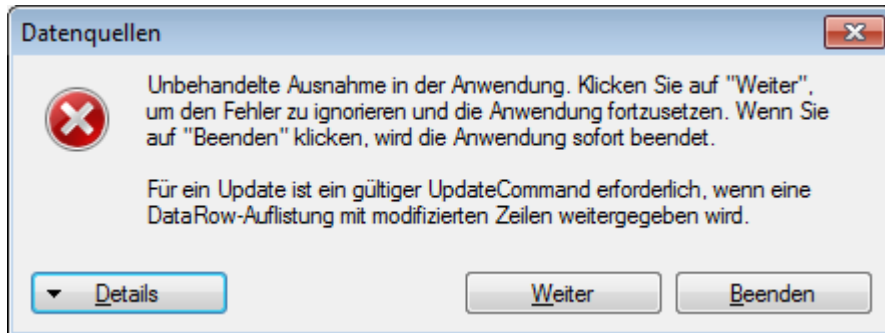 Datenquellen
Unbehandelte Ausnahme in der Anwendung. Klicken Sie auf "Weiter",
um den Fehler zu ignorieren und die Anwendung fortzusetzen. Wenn Sie
auf "Beenden" klicken, wird die Anwendung sofort beendet.
Für ein Update ist ein gültiger UpdateCommand erforderlich, wenn eine
DataRow-Auflistung mit modifizierten Zeilen weitergegeben wird.
Details
Weiter
Beenden